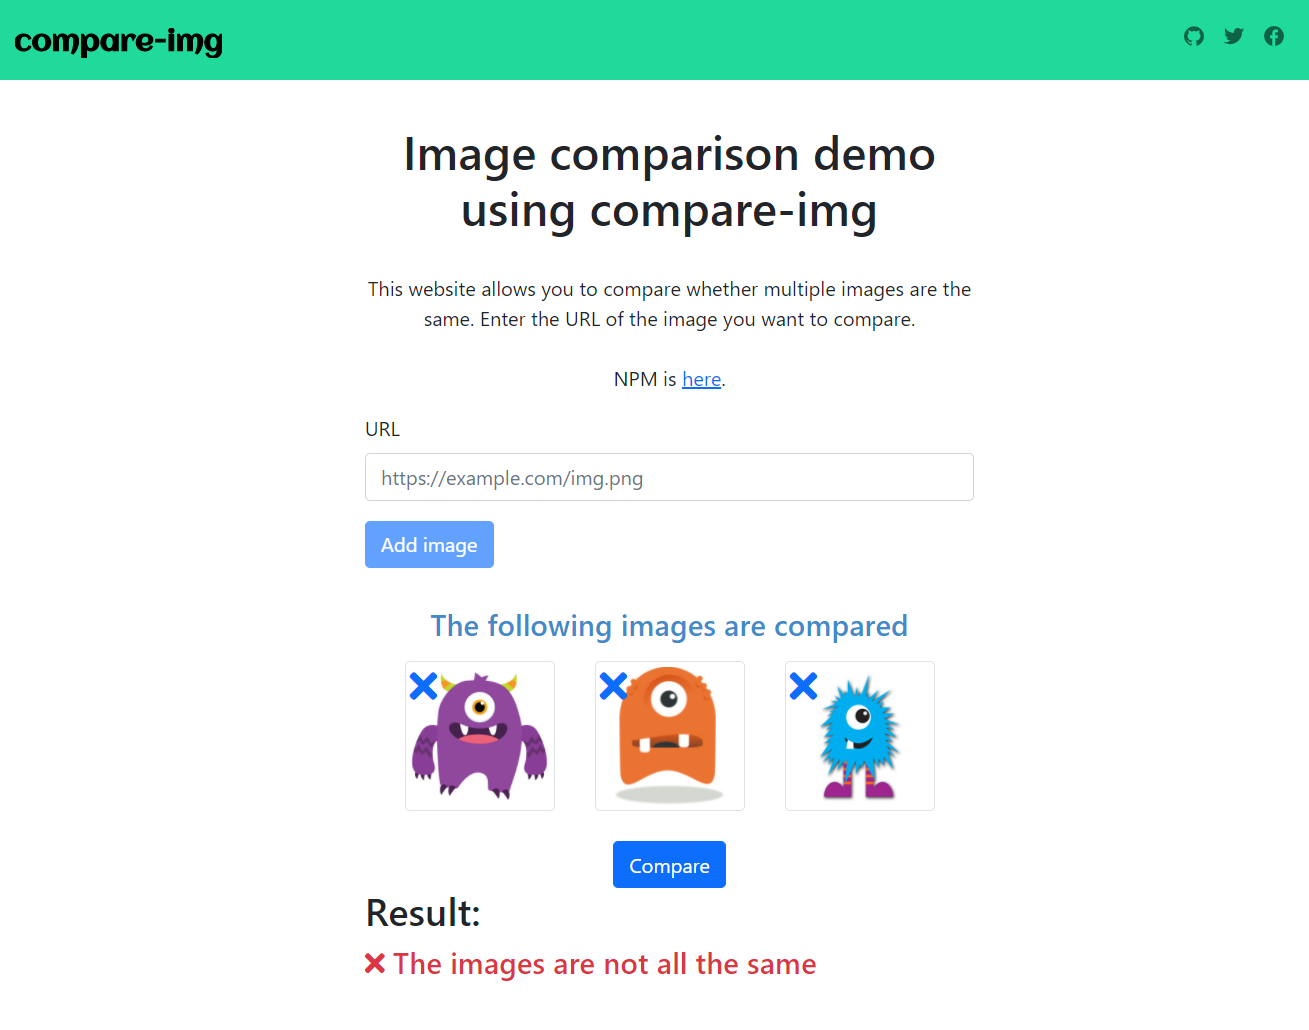 compare-img
Image comparison demo
using compare-img
This website allows you to compare whether multiple images are the
same. Enter the URL of the image you want to compare.
NPM is here.
URL
https://example.com/img.png
Add image
The following images are compared
Compare
Result:
The images are not all the same